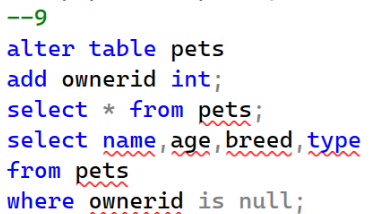 --9
alter table pets
add ownerid int;
select * from pets;
select name,age,breed,type
from pets
where ownerid is null;